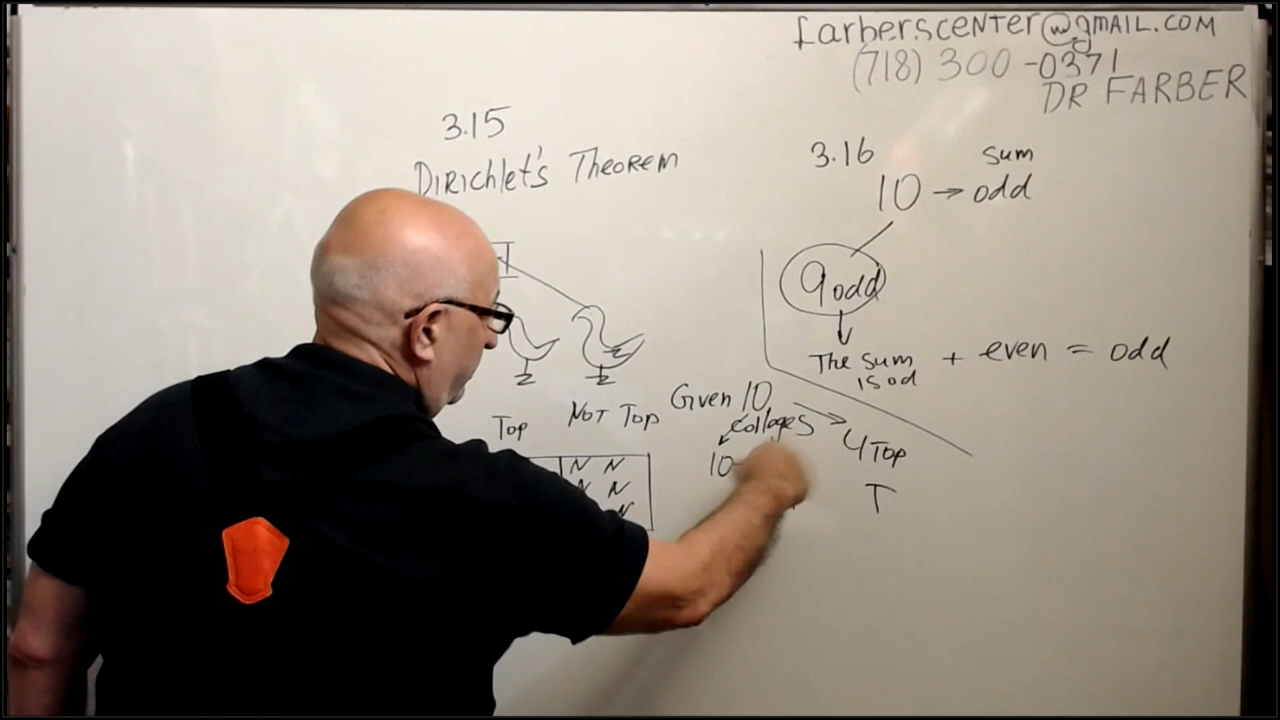 farberscenter@gmail.com
(718) 300-0371
DR FARBER
3.15
Dirichlet's Theorem
Top
Not Top
N N
N N
N
3.16
sum
10 → odd
9 odd
The sum + even = odd
is od
Given 10
colleges
10
4 Top
T